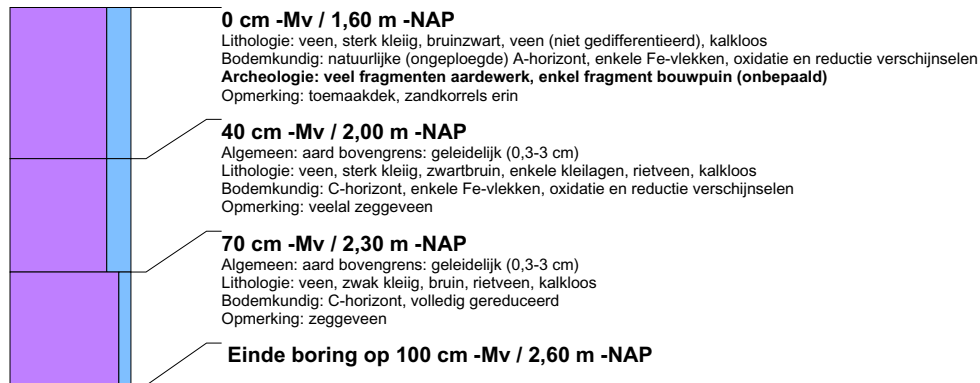 0 cm -Mv / 1,60 m -NAP
Lithologie: veen, sterk kleiig, bruinzwart, veen (niet gedifferentieerd), kalkloos
Bodemkundig: natuurlijke (ongeploegde) A-horizont, enkele Fe-vlekken, oxidatie en reductie verschijnselen
Archeologie: veel fragmenten aardewerk, enkel fragment bouwpuin (onbepaald)
Opmerking: toemaakdek, zandkorrels erin
40 cm -Mv / 2,00 m -NAP
Algemeen: aard bovengrens: geleidelijk (0,3-3 cm)
Lithologie: veen, sterk kleiig, zwartbruin, enkele kleilagen, rietveen, kalkloos
Bodemkundig: C-horizont, enkele Fe-vlekken, oxidatie en reductie verschijnselen
Opmerking: veelal zeggeveen
70 cm -Mv / 2,30 m -NAP
Algemeen: aard bovengrens: geleidelijk (0,3-3 cm)
Lithologie: veen, zwak kleiig, bruin, rietveen, kalkloos
Bodemkundig: C-horizont, volledig gereduceerd
Opmerking: zeggeveen
Einde boring op 100 cm -Mv / 2,60 m -NAP